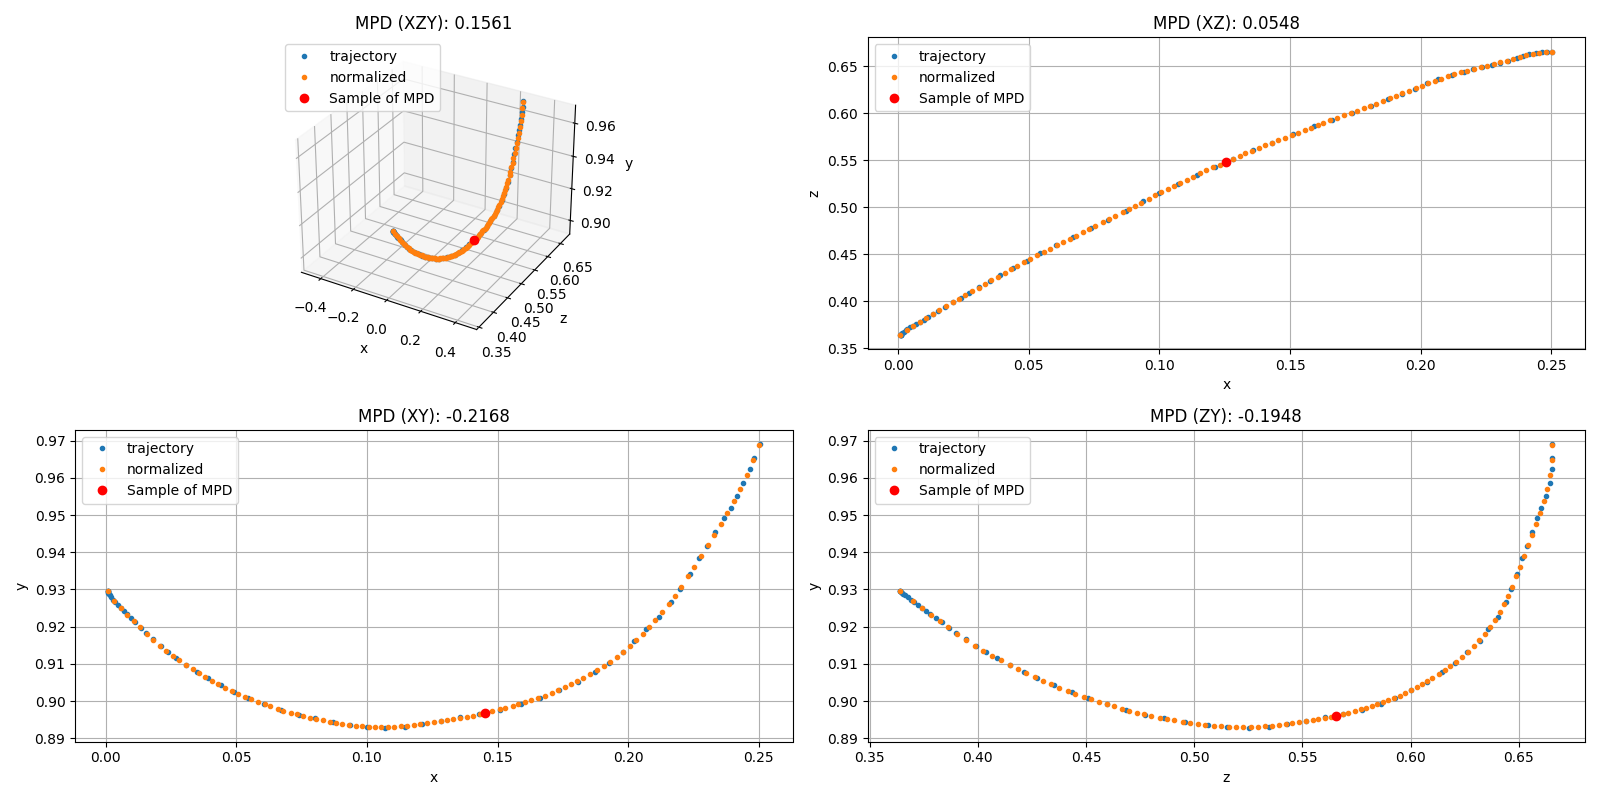 MPD (XZY): 0.1561
trajectory
normalized
Sample of MPD
0.96
0.94
0.92
0.90
y
−0.4
−0.2
0.0
0.2
0.4
x
0.35
0.40
0.45
0.50
0.55
0.60
0.65
z
MPD (XZ): 0.0548
trajectory
normalized
Sample of MPD
0.65
0.60
0.55
0.50
0.45
0.40
0.35
z
0.00 0.05 0.10 0.15 0.20 0.25
x
MPD (XY): -0.2168
trajectory
normalized
Sample of MPD
0.97
0.96
0.95
0.94
0.93
0.92
0.91
0.90
0.89
y
0.00 0.05 0.10 0.15 0.20 0.25
x
MPD (ZY): -0.1948
trajectory
normalized
Sample of MPD
0.97
0.96
0.95
0.94
0.93
0.92
0.91
0.90
0.89
y
0.35 0.40 0.45 0.50 0.55 0.60 0.65
z